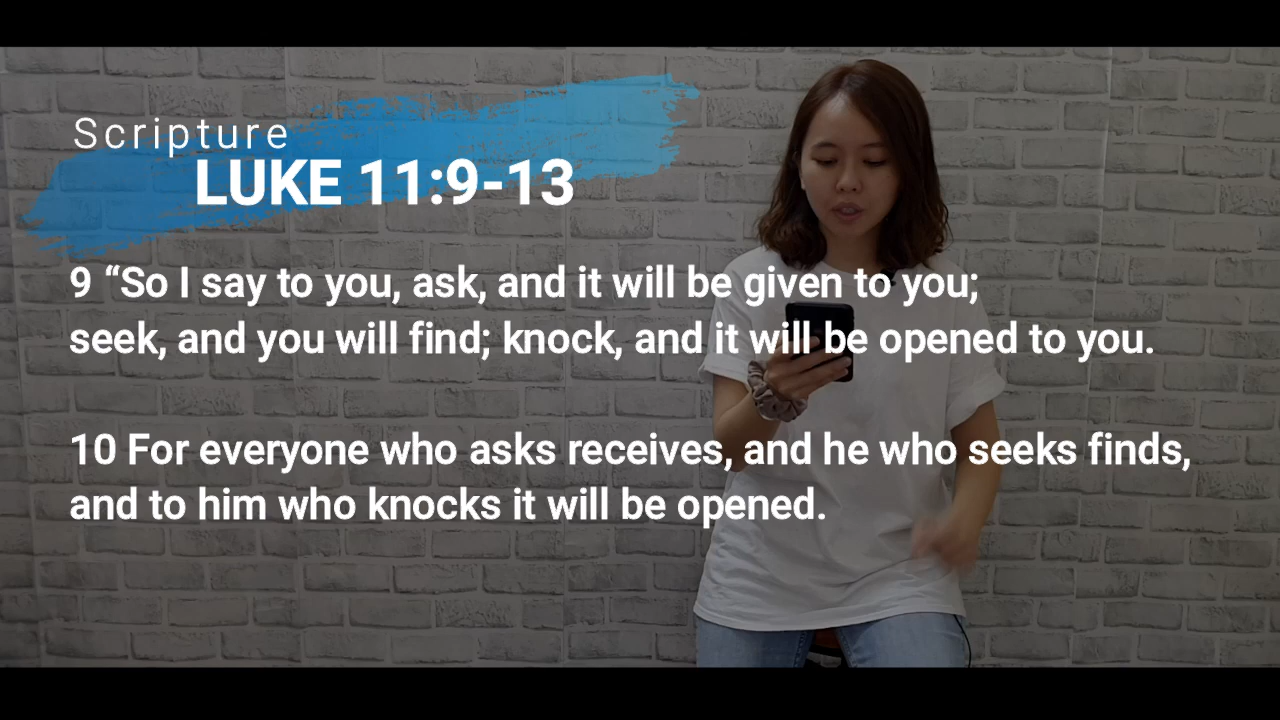 Scripture
LUKE 11:9-13
9 “So I say to you, ask, and it will be given to you;
seek, and you will find; knock, and it will be opened to you.
10 For everyone who asks receives, and he who seeks finds,
and to him who knocks it will be opened.